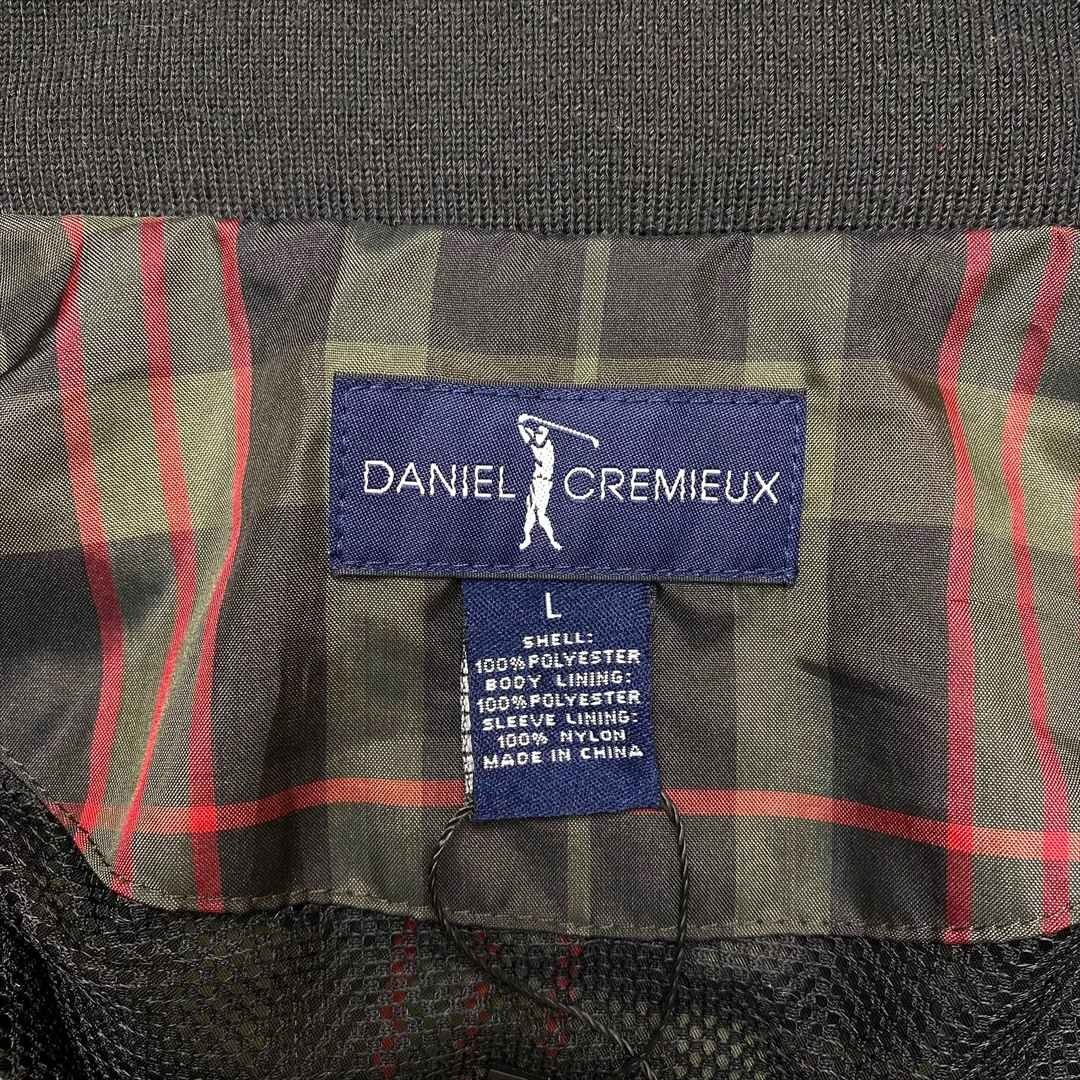 DANIEL CREMIEUX
L
SHELL:
100% POLYESTER
BODY LINING:
100% POLYESTER
SLEEVE LINING:
100% NYLON
MADE IN CHINA